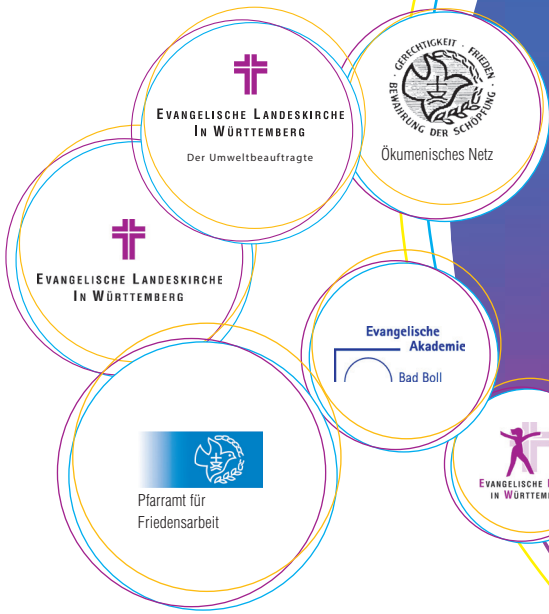 Evangelische Landeskirche
In Württemberg
Der Umweltbeauftragte
GERECHTIGKEIT · FRIEDEN · BEWAHRUNG DER SCHÖPFUNG ·
Ökumenisches Netz
Evangelische Landeskirche
In Württemberg
Evangelische
Akademie
Bad Boll
Pfarramt für
Friedensarbeit
Evangelische
in